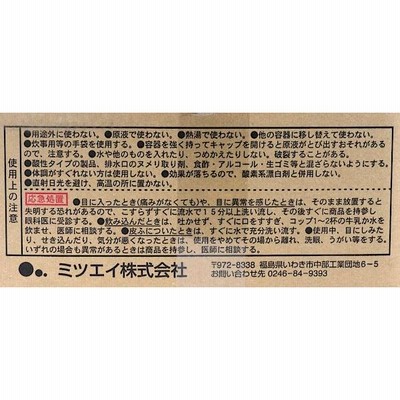 使用上の注意
●用途外に使わない。●原液で使わない。●熱湯で使わない。●他の容器に移し替えて使わない。
●炊事用等の手袋を使用する。●容器を強く持ってキャップを開けると原液がとび出すおそれがある
ので、注意する。●水や他のものを入れたり、つめかえたりしない。破裂することがある。
●酸性タイプの製品、排水口のヌメリ取り剤、食酢・アルコール・生ゴミ等と混ざらないようにする。
●体調がすぐれない方は使用しない。●効果が落ちるので、酸素系漂白剤と併用しない。
●直射日光を避け、高温の所に置かない。
応急処置 ●目に入ったとき(痛みがなくても)や、目に異常を感じたときは、そのまま放置すると
失明する恐れがあるので、こすらずすぐに流水で15分以上洗い流し、その後すぐに商品を持参し
眼科医に受診する。●飲み込んだときは、吐かせず、すぐに口をすすぎ、コップ1~2杯の牛乳か水を
飲ませ、医師に相談する。●皮ふについたときは、すぐに水で充分洗い流す。●使用中、目にしみた
り、せき込んだり、気分が悪くなったときは、使用をやめてその場から離れ、洗眼、うがい等をする。
いずれの場合も異常があれば商品を持参し、医師に相談する。
ミツエイ株式会社
〒972-8338 福島県いわき市中部工業団地6-5
お問い合わせ先 0246-84-9393